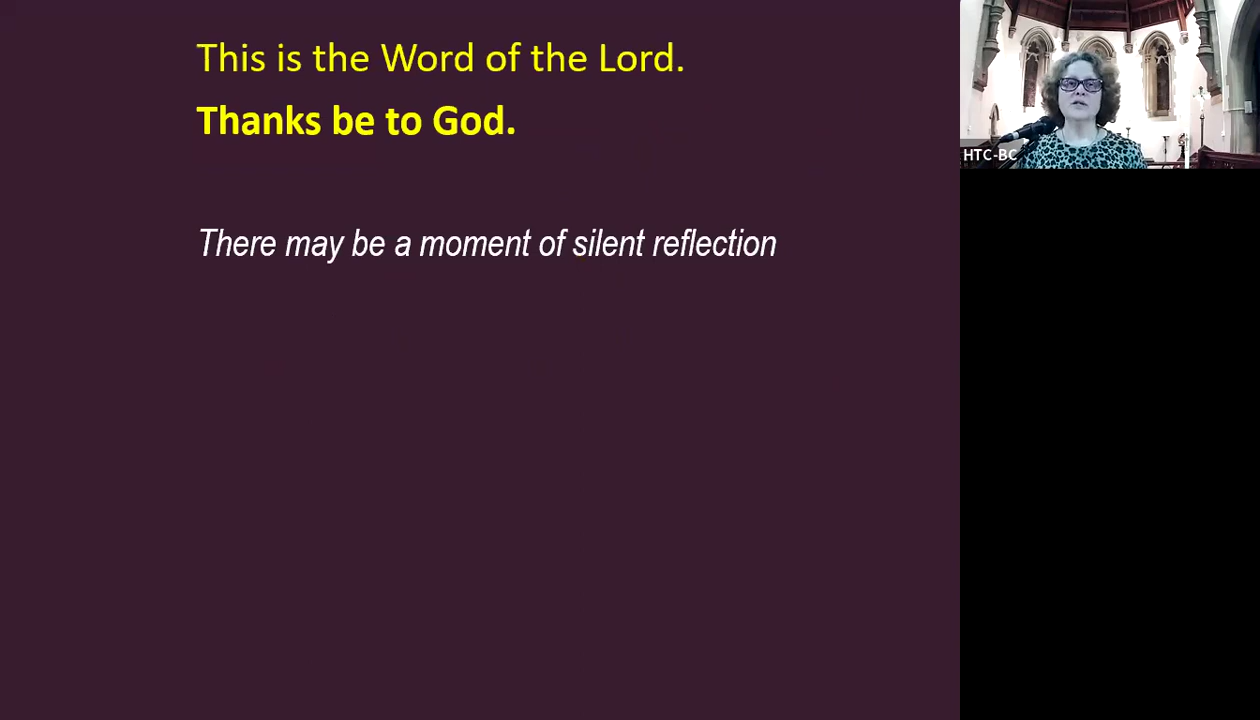 This is the Word of the Lord.
Thanks be to God.
There may be a moment of silent reflection
HTC-BC